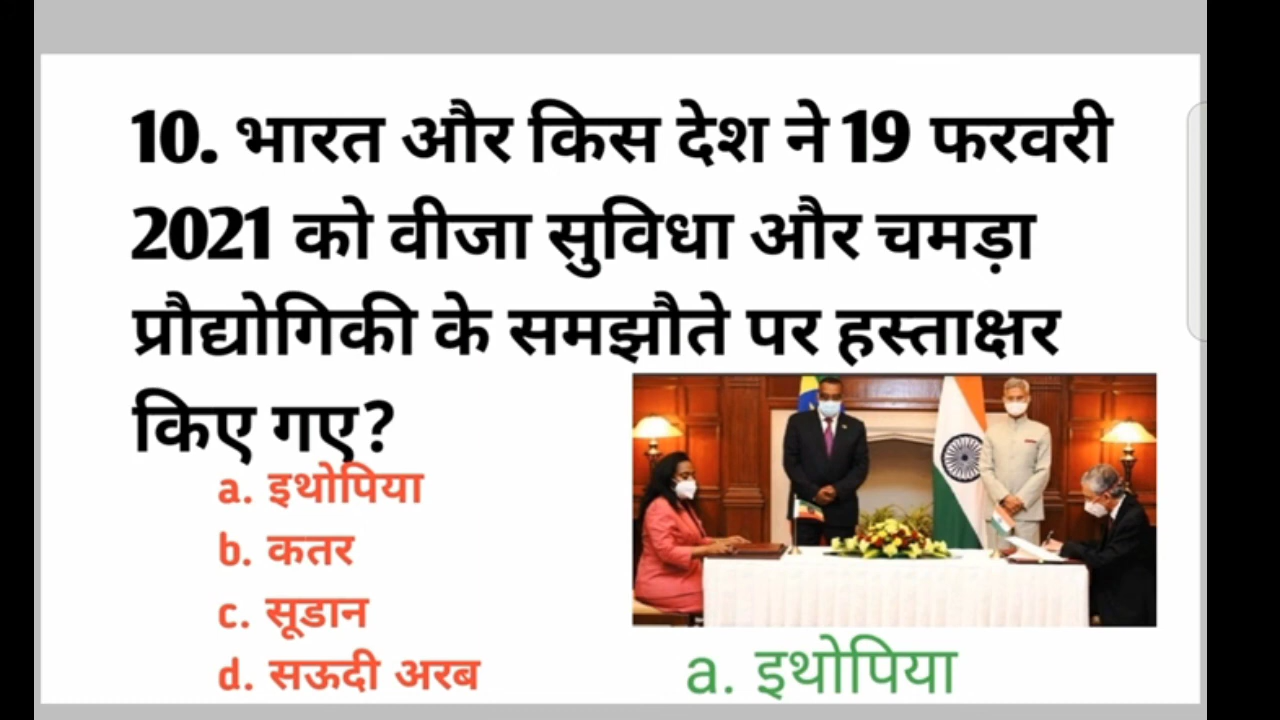 10. भारत और किस देश ने 19 फरवरी
2021 को वीजा सुविधा और चमड़ा
प्रौद्योगिकी के समझौते पर हस्ताक्षर
किए गए?
a. इथोपिया
b. कतर
c. सूडान
d. सऊदी अरब
a. इथोपिया